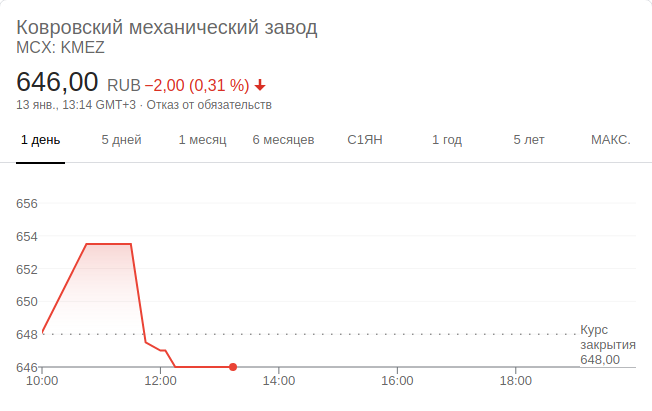 Ковровский механический завод
MCX: KMEZ
646,00 RUB −2,00 (0,31 %)
13 янв., 13:14 GMT+3 · Отказ от обязательств
1 день 5 дней 1 месяц 6 месяцев С1ЯН 1 год 5 лет МАКС.
656
654
652
650
648
646
Курс
закрытия
648,00
10:00 12:00 14:00 16:00 18:00